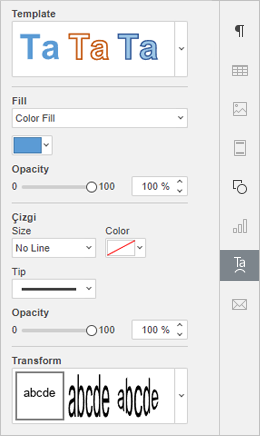 Template
Ta Ta Ta
Fill
Color Fill
Opacity
0 100 100 %
Çizgi
Size Color
No Line
Tip
Opacity
0 100 100 %
Transform
abcde abcde abcde
Ta